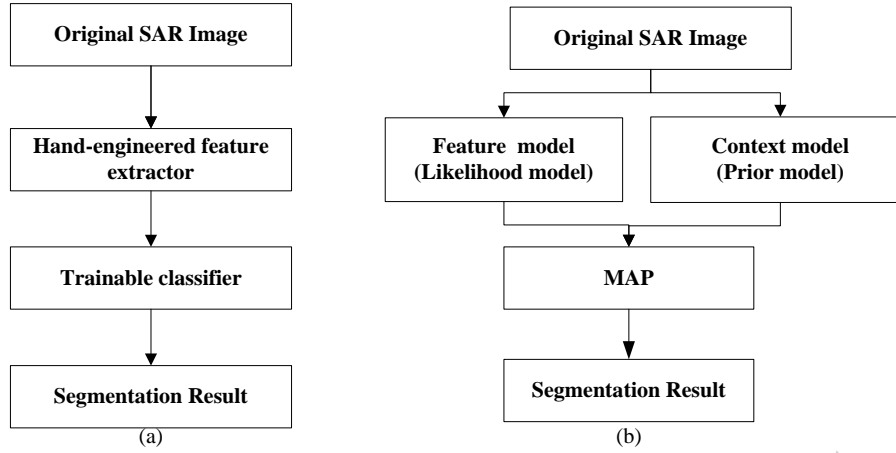 Original SAR Image
Hand-engineered feature
extractor
Trainable classifier
Segmentation Result
(a)
Original SAR Image
Feature model
(Likelihood model)
Context model
(Prior model)
MAP
Segmentation Result
(b)